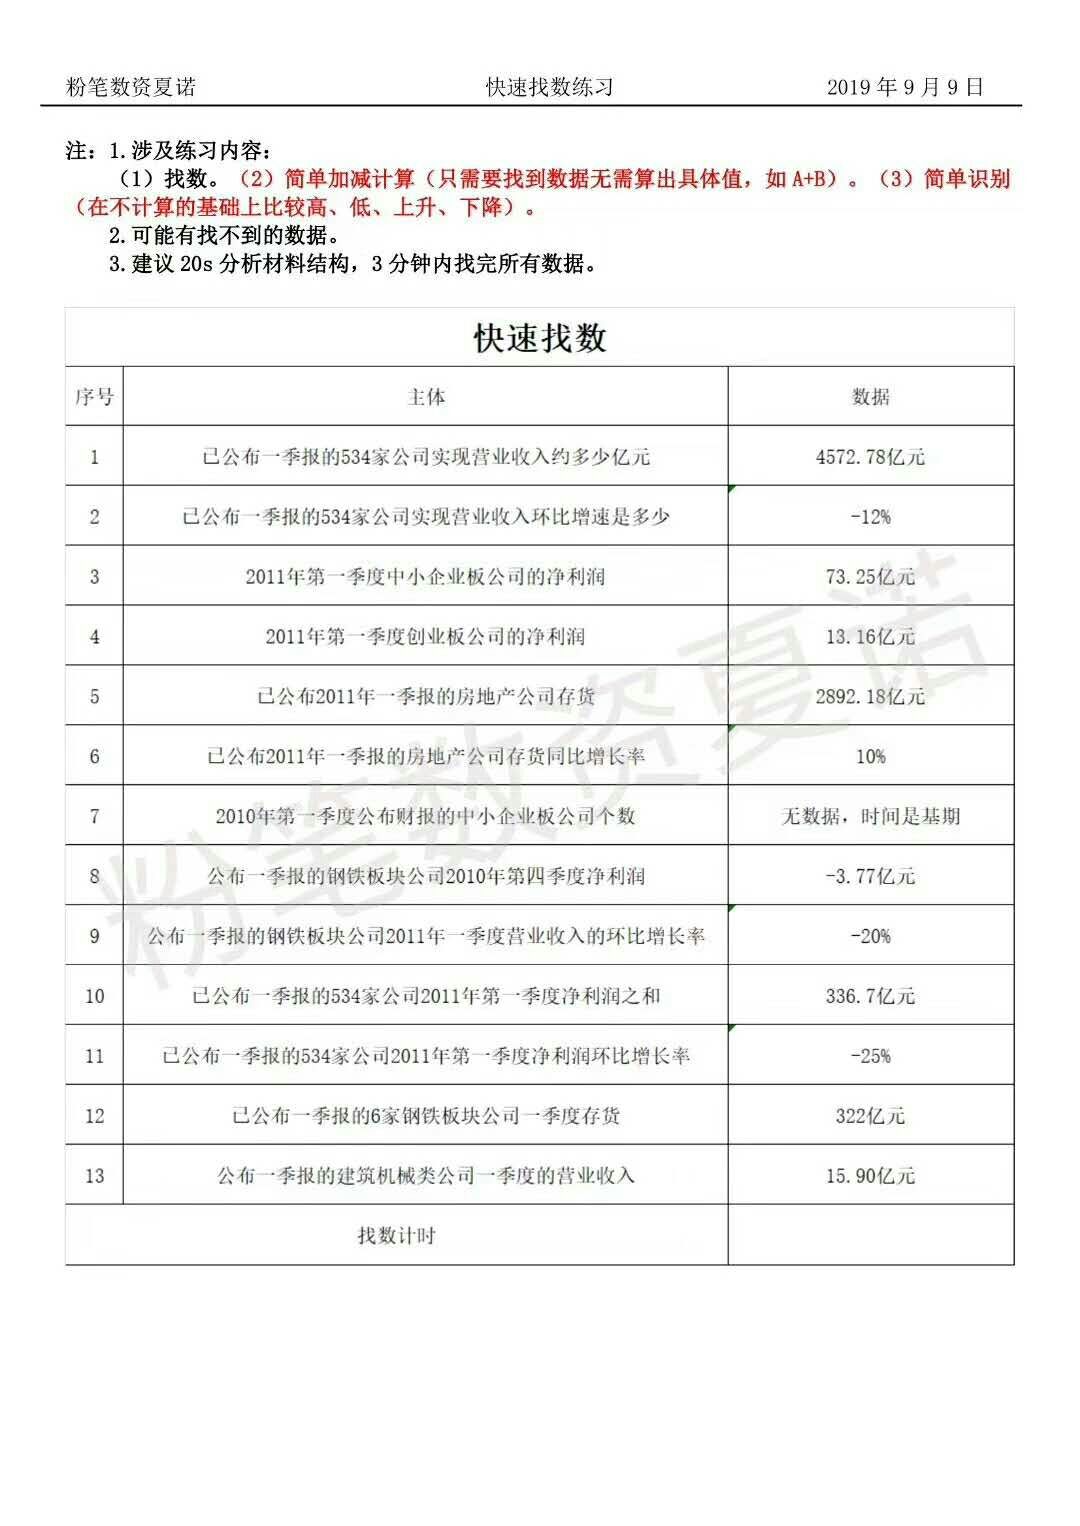 粉笔数资夏诺 快速找数练习 2019 年 9 月 9 日
注：1.涉及练习内容：
（1）找数。（2）简单加减计算（只需要找到数据无需算出具体值，如 A+B）。（3）简单识别
（在不计算的基础上比较高、低、上升、下降）。
2.可能有找不到的数据。
3.建议 20s 分析材料结构，3 分钟内找完所有数据。
快速找数
序号 主体 数据
1 已公布一季报的534家公司实现营业收入约多少亿元 4572.78亿元
2 已公布一季报的534家公司实现营业收入环比增速是多少 -12%
3 2011年第一季度中小企业板公司的净利润 73.25亿元
4 2011年第一季度创业板公司的净利润 13.16亿元
5 已公布2011年一季报的房地产公司存货 2892.18亿元
6 已公布2011年一季报的房地产公司存货同比增长率 10%
7 2010年第一季度公布财报的中小企业板公司个数 无数据，时间是基期
8 公布一季报的钢铁板块公司2010年第四季度净利润 -3.77亿元
9 公布一季报的钢铁板块公司2011年一季度营业收入的环比增长率 -20%
10 已公布一季报的534家公司2011年第一季度净利润之和 336.7亿元
11 已公布一季报的534家公司2011年第一季度净利润环比增长率 -25%
12 已公布一季报的6家钢铁板块公司一季度存货 322亿元
13 公布一季报的建筑机械类公司一季度的营业收入 15.90亿元
找数计时
粉笔数资夏诺